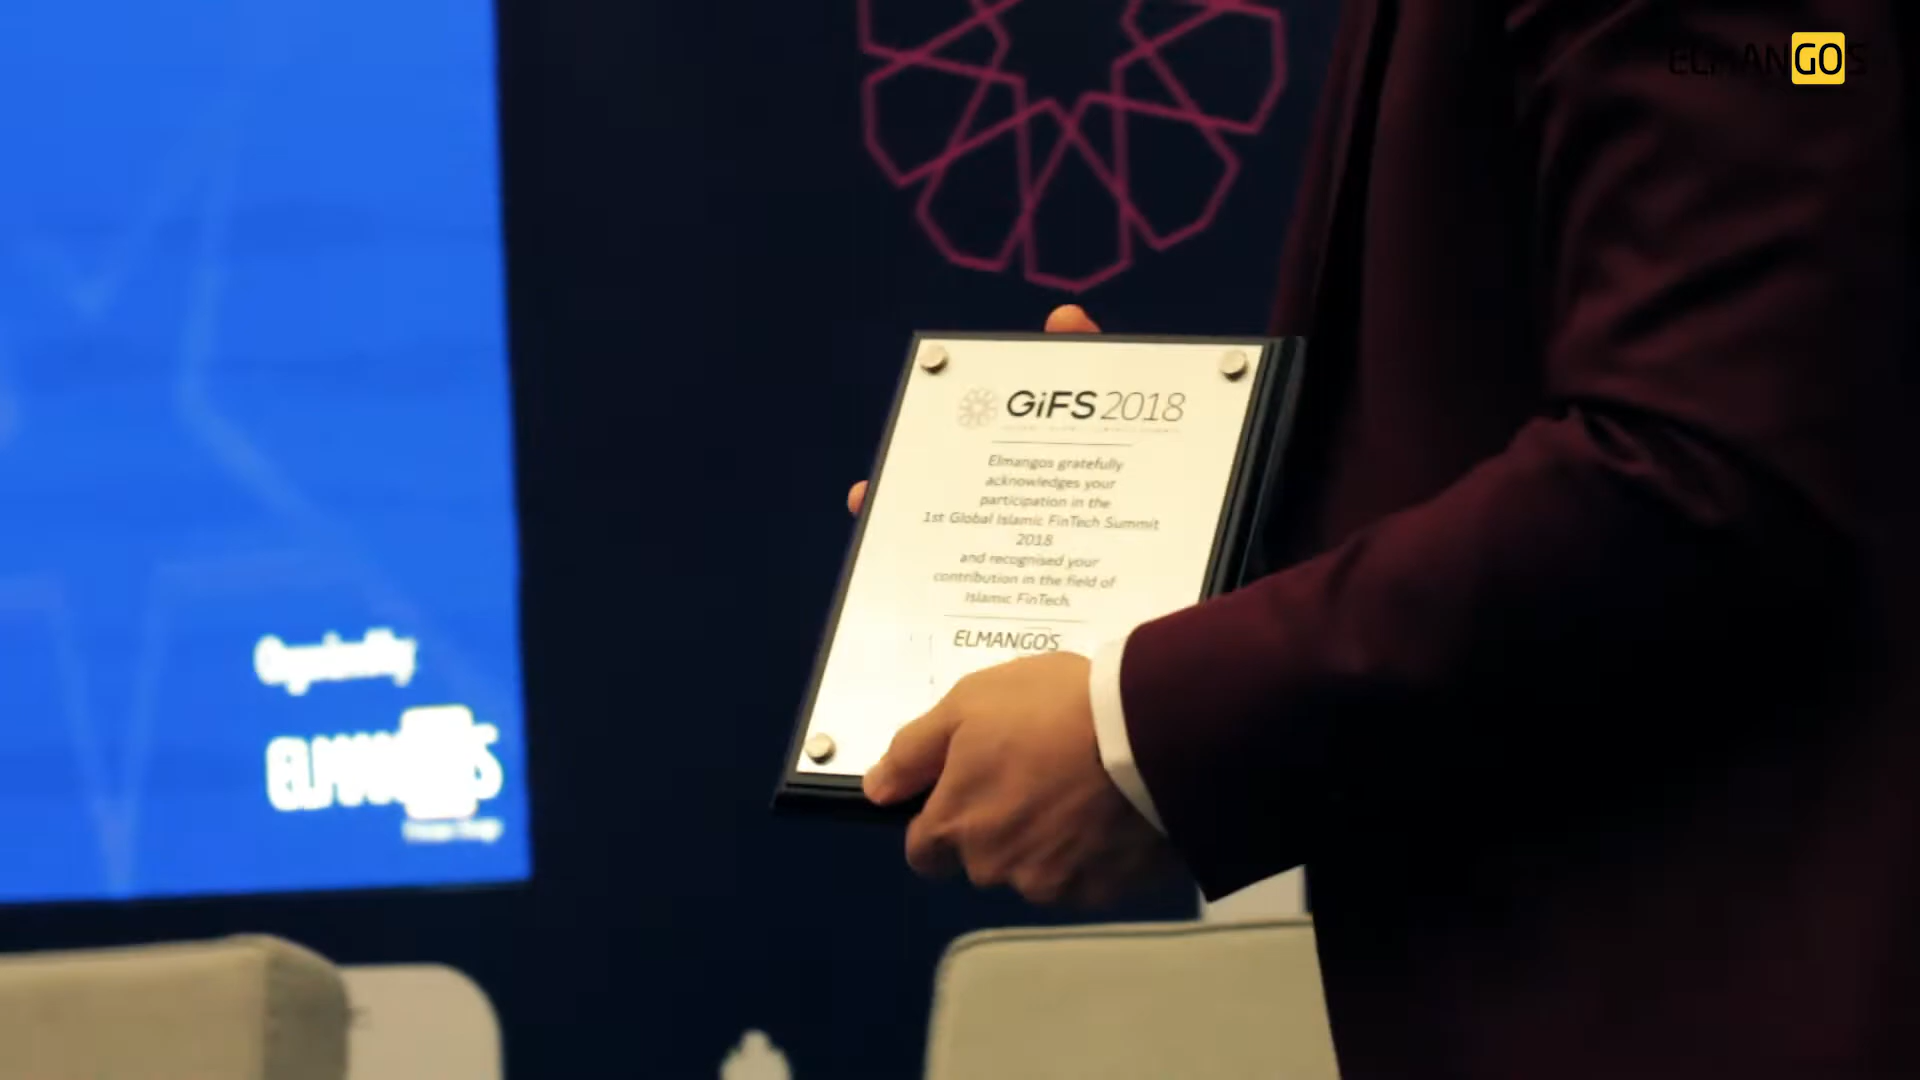 ELMANGOS
GiFS 2018
Elmangos gratefully
acknowledges your
participation in the
1st Global Islamic FinTech Summit
2018
and recognised your
contribution in the field of
Islamic FinTech.
ELMANGOS
ELMANGOS